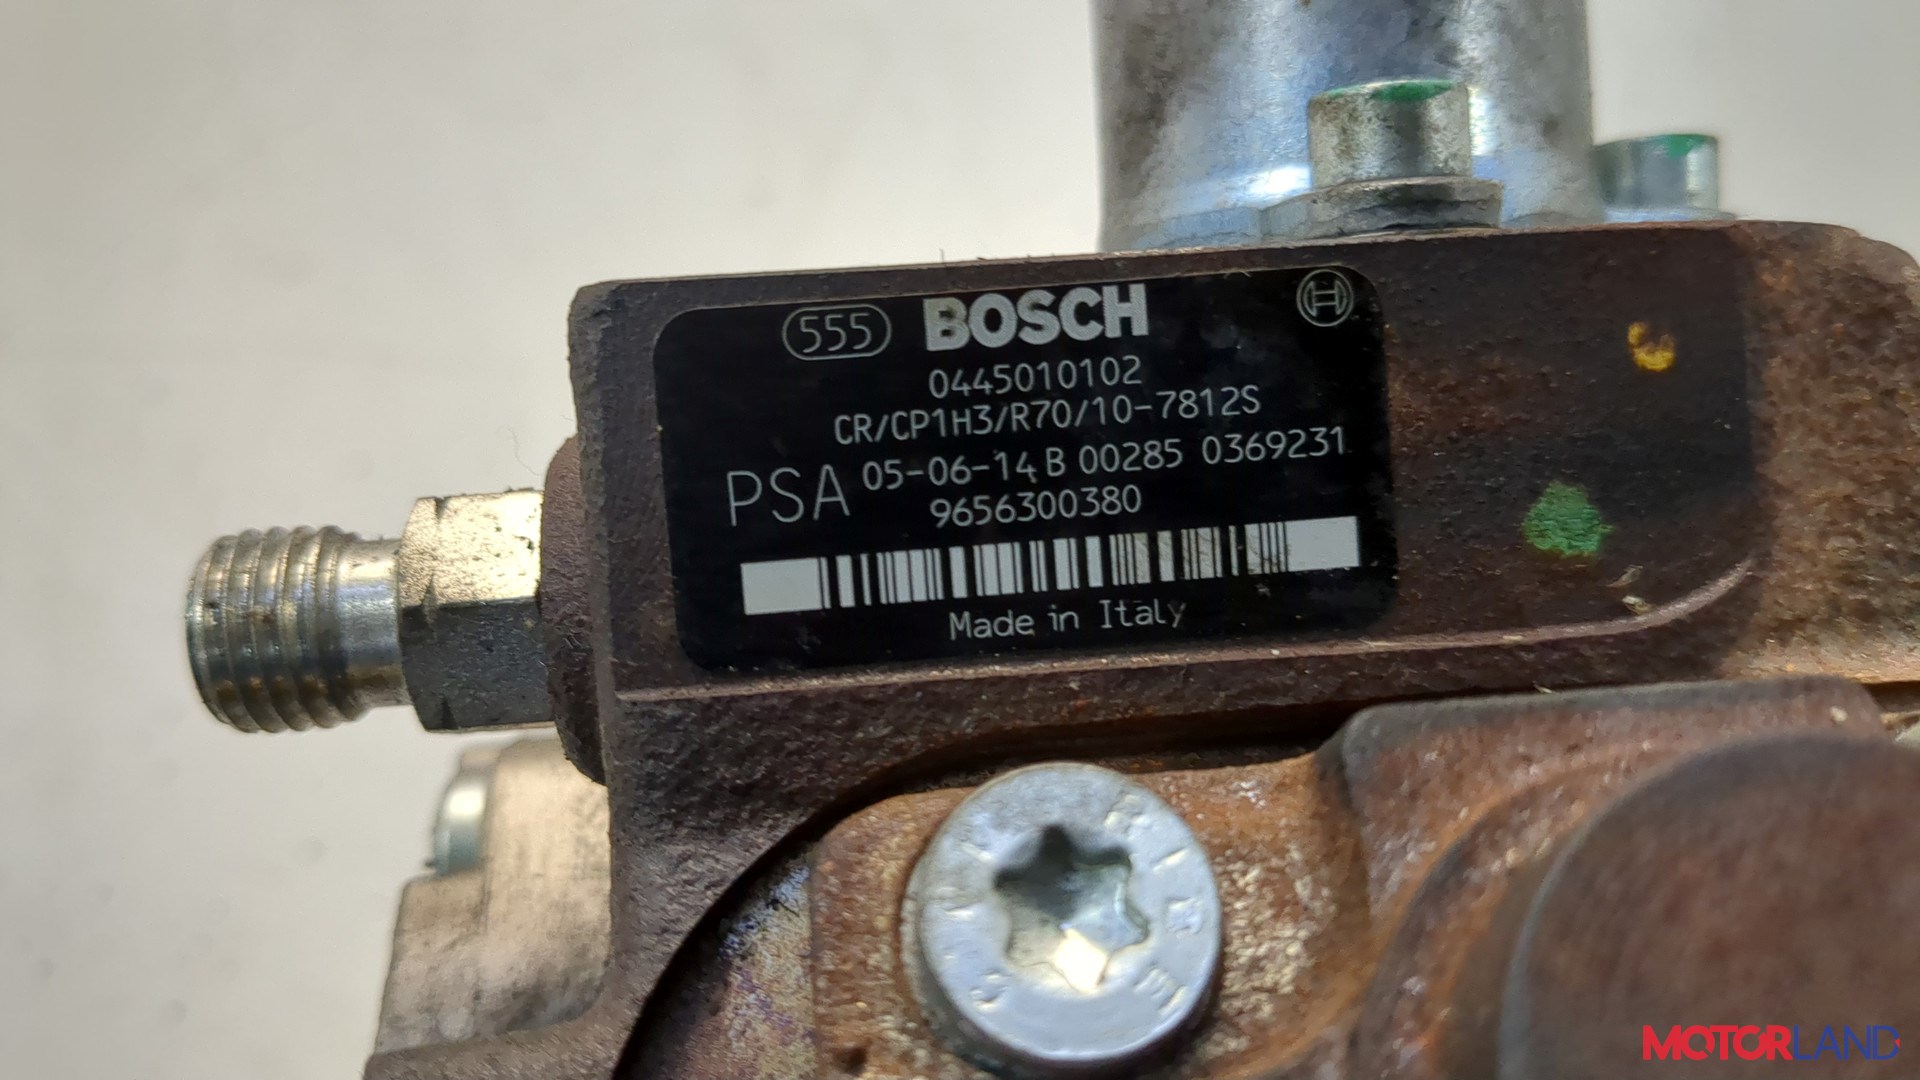 555 BOSCH
0445010102
CR/CP1H3/R70/10-7812S
PSA 05-06-14 B 00285 0369231
9656300380
Made in Italy
MOTORLAND